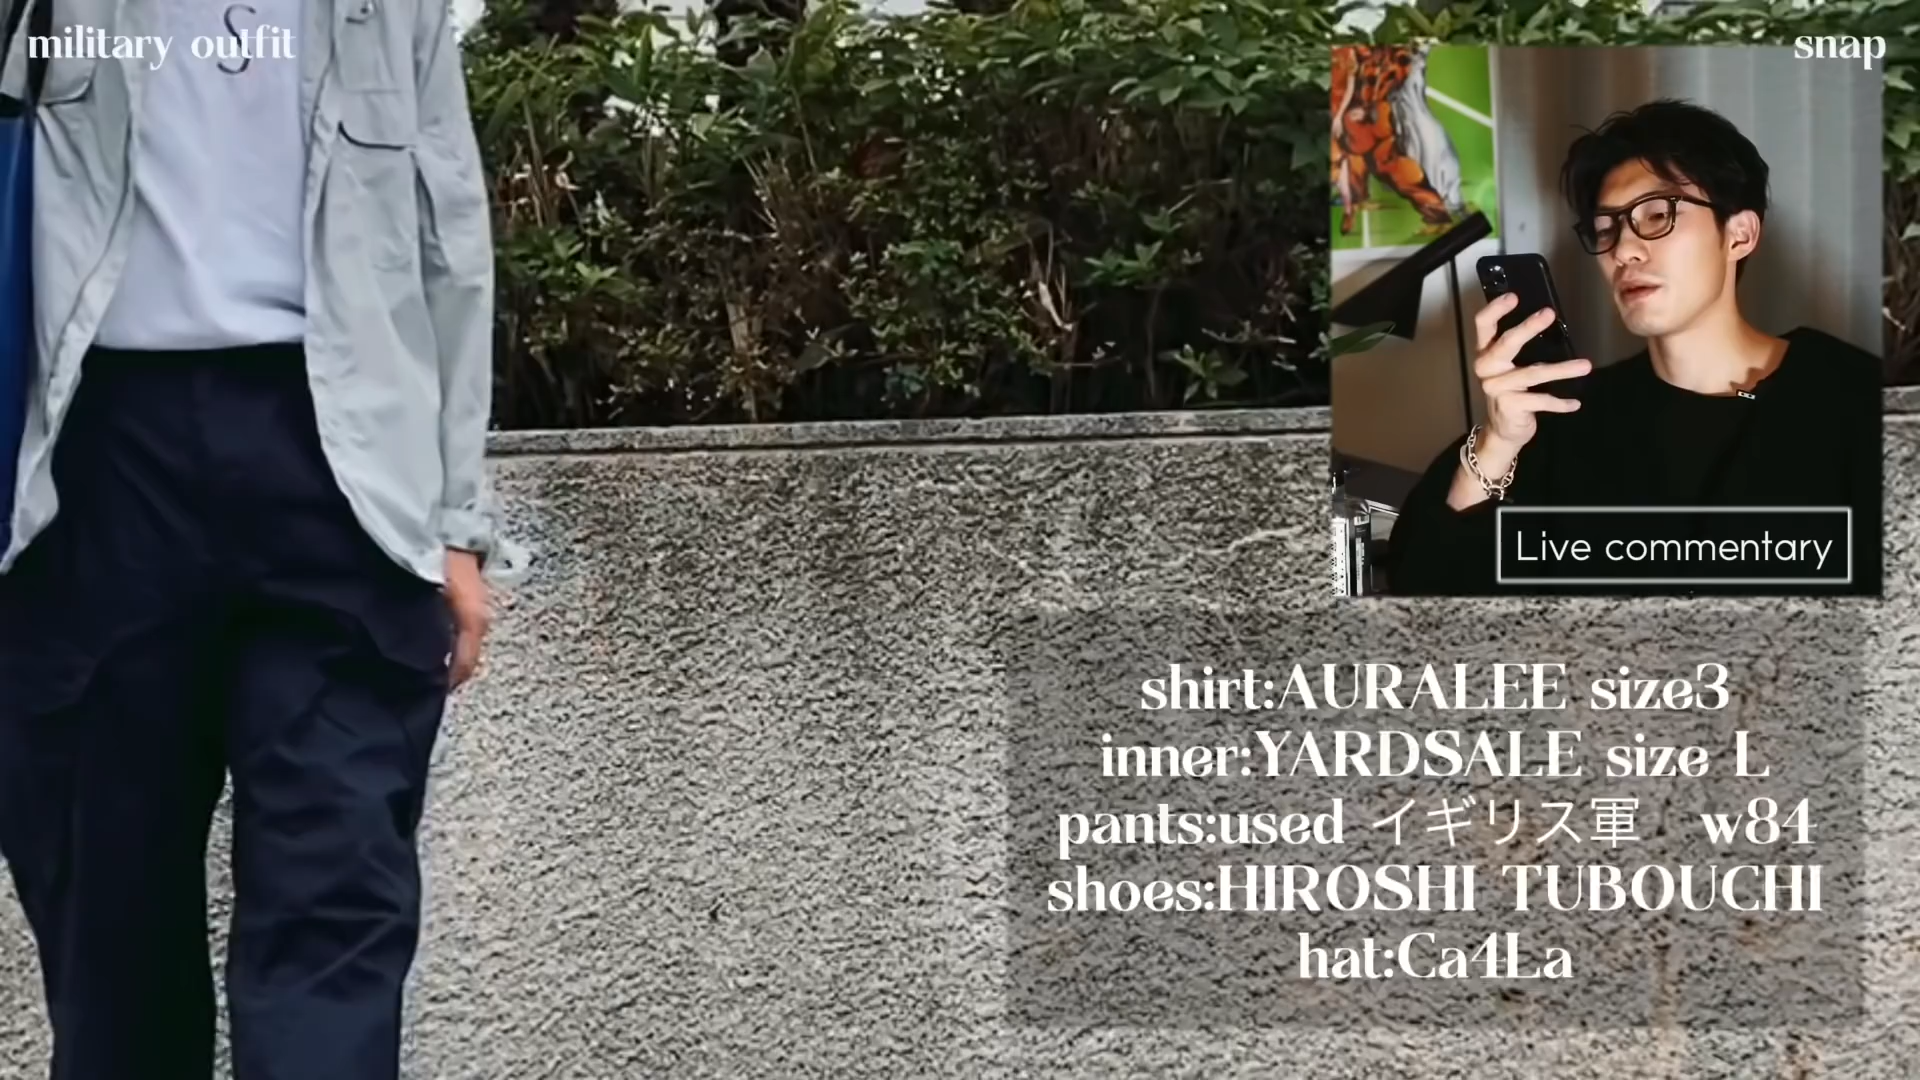 military outfit
snap
S
Live commentary
shirt:AURALEE size3
inner:YARDSALE size L
pants:used イギリス軍　w84
shoes:HIROSHI TUBOUCHI
hat:Ca4La